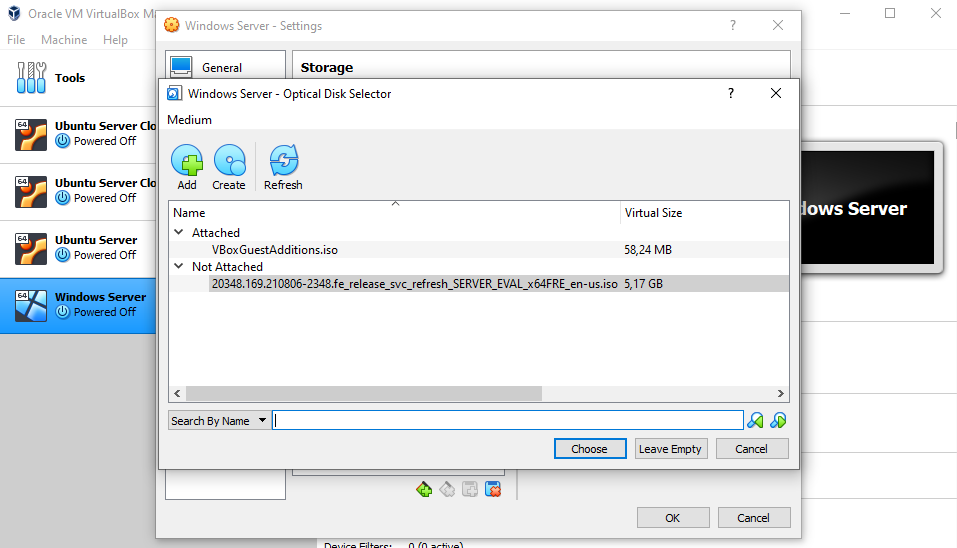 Oracle VM VirtualBox Ma
Windows Server - Settings
?
File Machine Help
Tools
General
Storage
Windows Server - Optical Disk Selector
?
Medium
64
Ubuntu Server Clo
Powered Off
Add
Create
Refresh
64
Ubuntu Server Clo
Powered Off
Name
Virtual Size
Attached
VBoxGuestAdditions.iso
58,24 MB
Not Attached
20348.169.210806-2348.fe_release_svc_refresh_SERVER_EVAL_x64FRE_en-us.iso
5,17 GB
dows Server
64
Ubuntu Server
Powered Off
64
Windows Server
Powered Off
Search By Name
Choose
Leave Empty
Cancel
OK
Cancel
Device Filters: 0 (0 active)